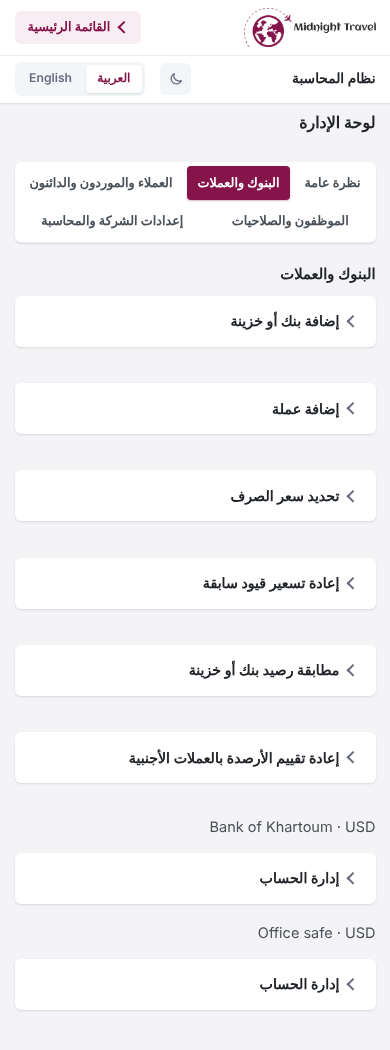 Midnight Travel
القائمة الرئيسية
نظام المحاسبة
العربية
English
لوحة الإدارة
نظرة عامة
البنوك والعملات
العملاء والموردون والدائنون
الموظفون والصلاحيات
إعدادات الشركة والمحاسبة
البنوك والعملات
إضافة بنك أو خزينة
إضافة عملة
تحديد سعر الصرف
إعادة تسعير قيود سابقة
مطابقة رصيد بنك أو خزينة
إعادة تقييم الأرصدة بالعملات الأجنبية
Bank of Khartoum · USD
إدارة الحساب
Office safe · USD
إدارة الحساب